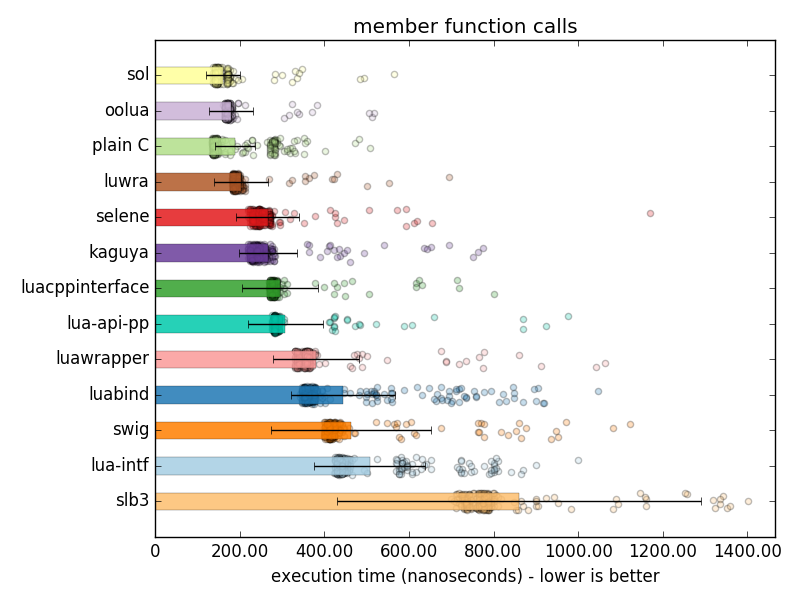 member function calls
sol
oolua
plain C
luwra
selene
kaguya
luacppinterface
lua-api-pp
luawrapper
luabind
swig
lua-intf
slb3
0 200.00 400.00 600.00 800.00 1000.00 1200.00 1400.00
execution time (nanoseconds) - lower is better